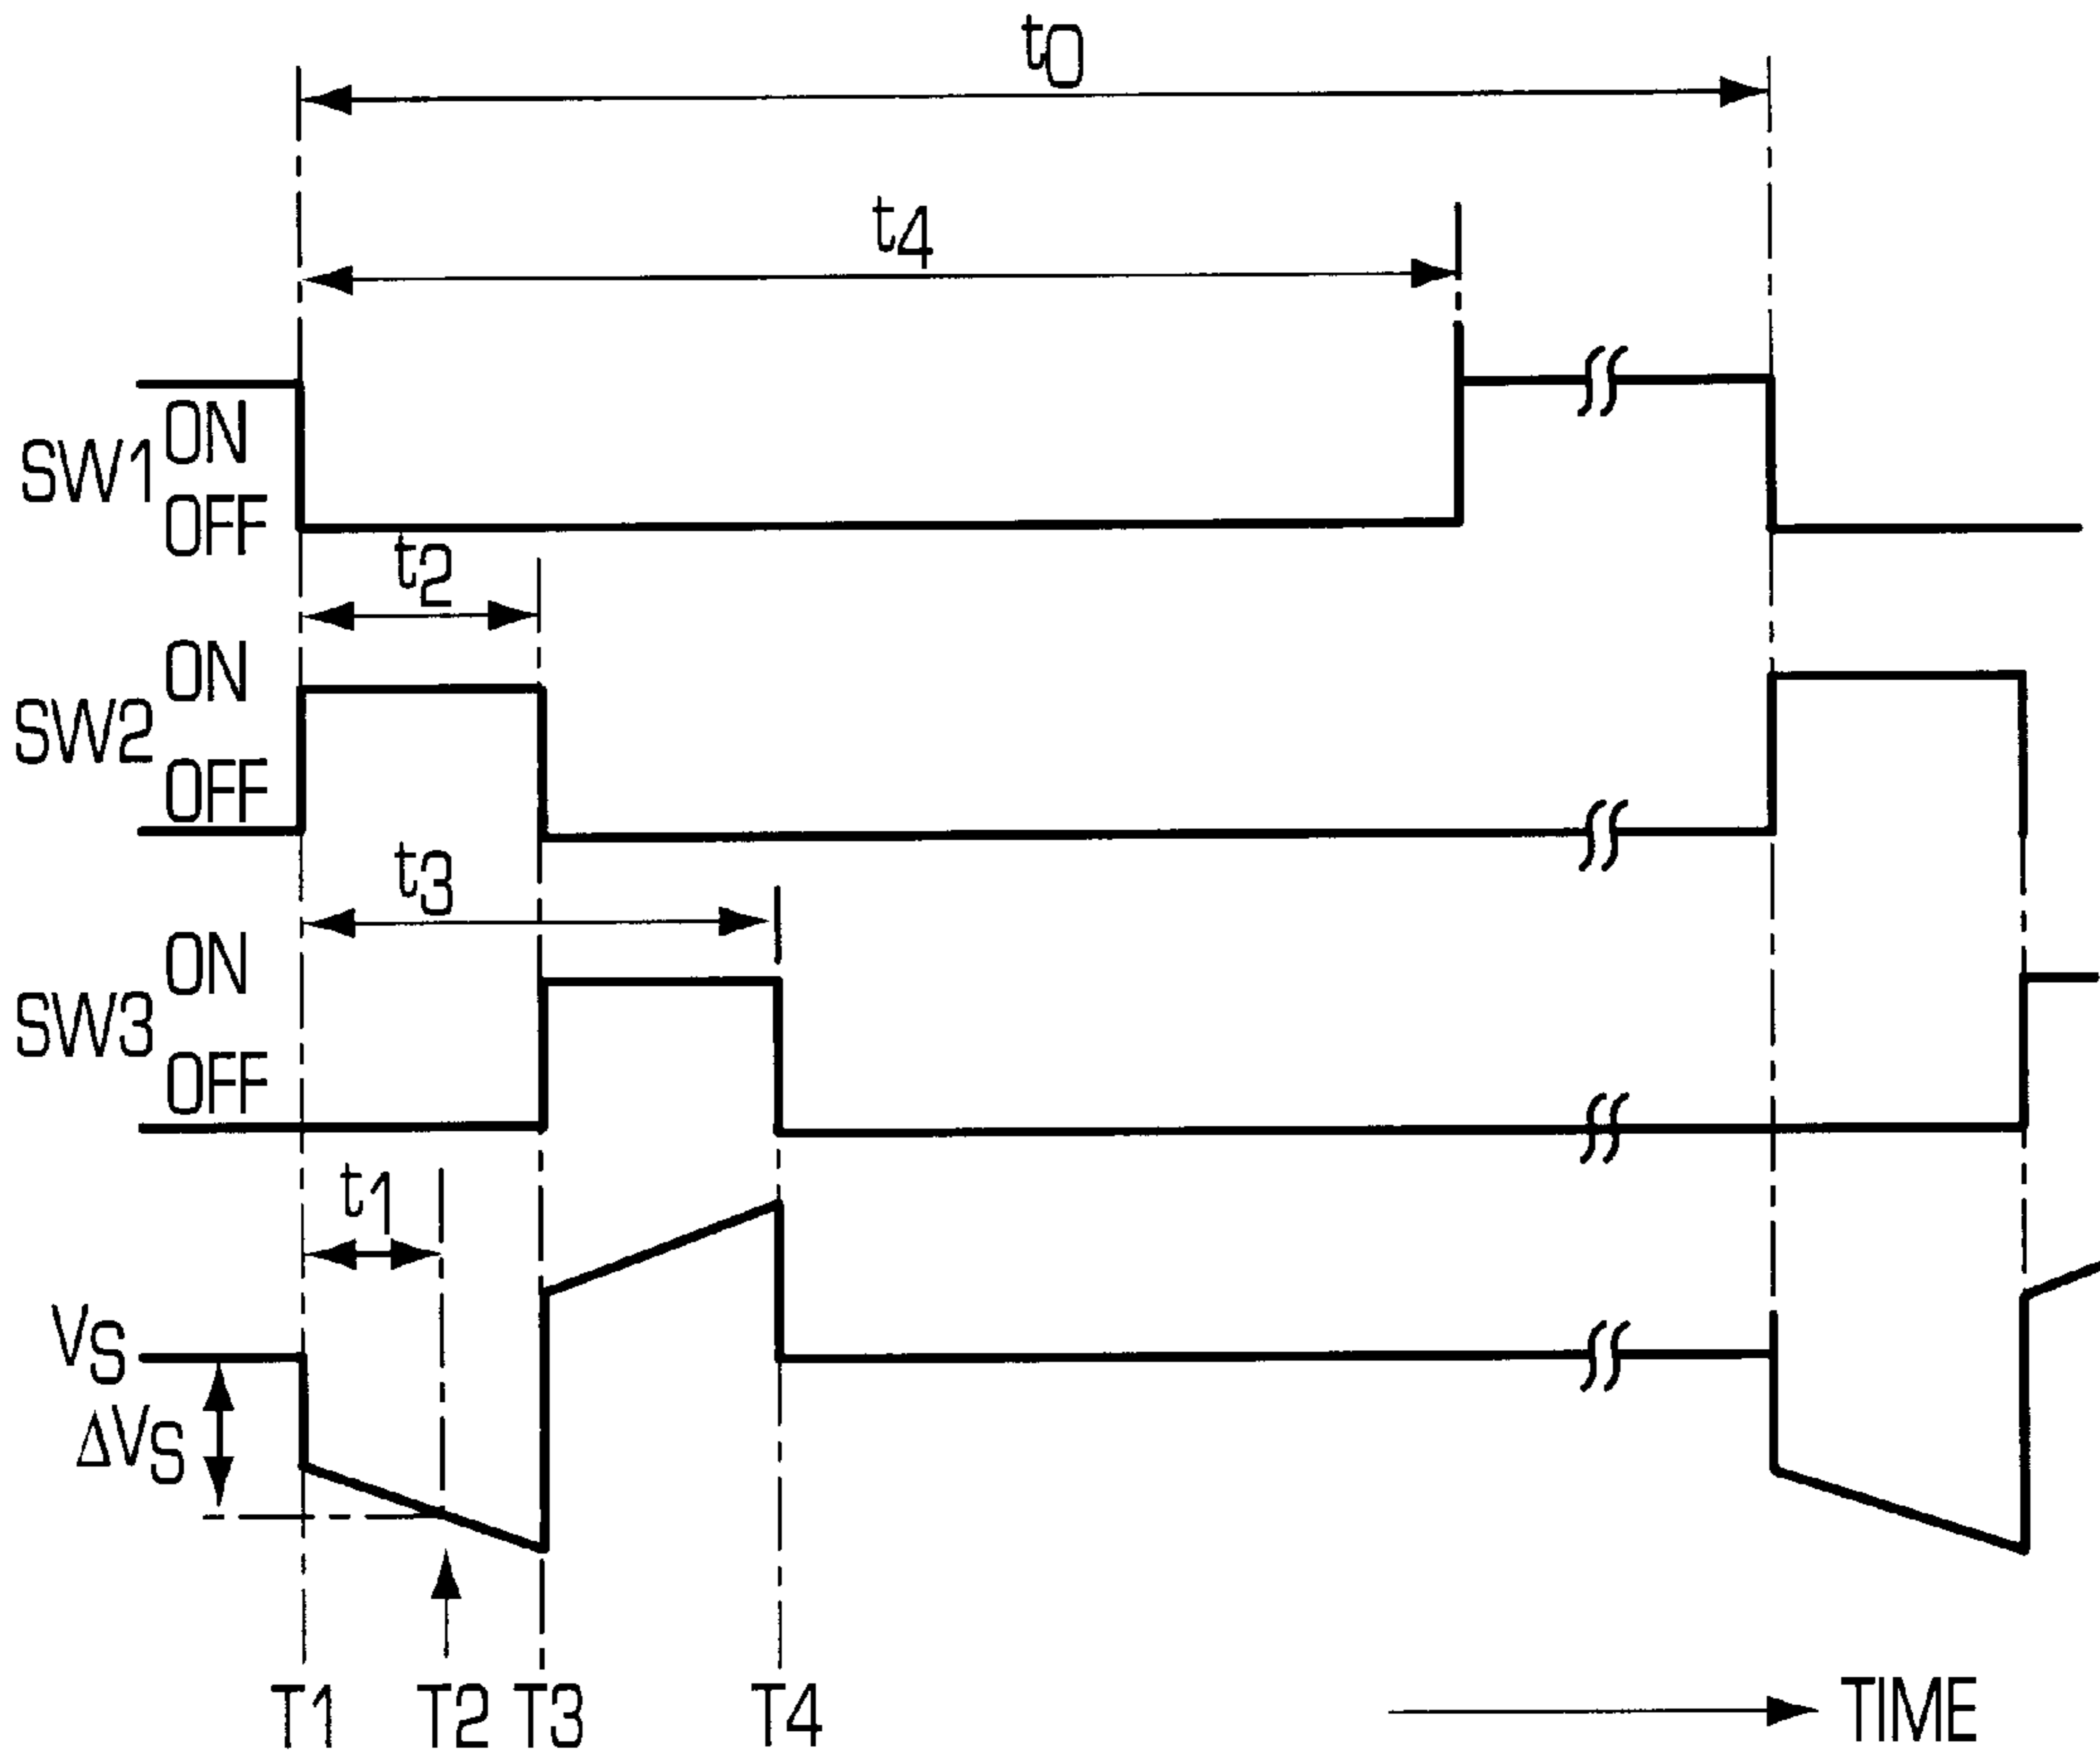 t0
t4
SW1 ON
OFF
t2
SW2 ON
OFF
t3
SW3 ON
OFF
t1
VS
ΔVS
T1 T2 T3 T4 TIME